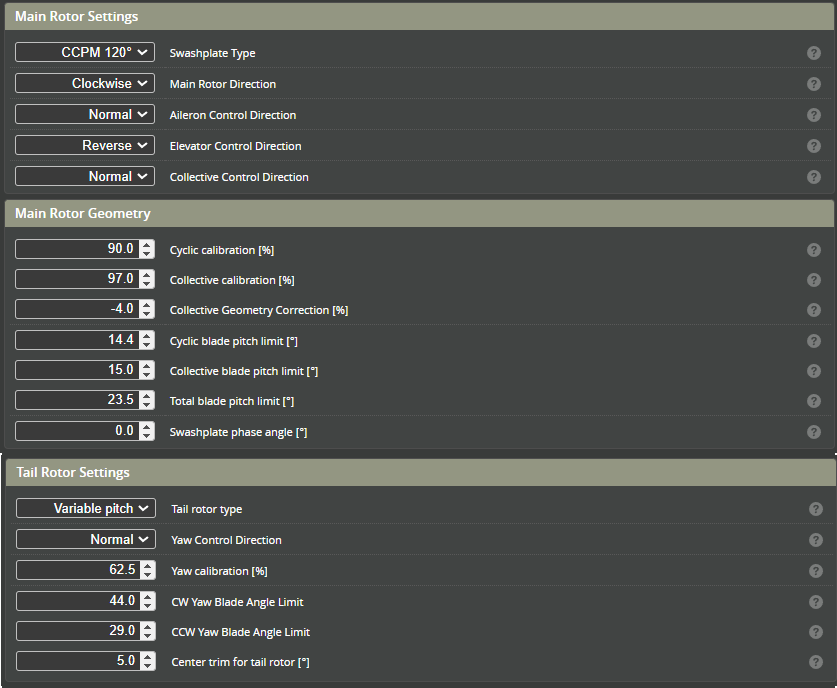 Main Rotor Settings
CCPM 120° Swashplate Type ?
Clockwise Main Rotor Direction ?
Normal Aileron Control Direction ?
Reverse Elevator Control Direction ?
Normal Collective Control Direction ?
Main Rotor Geometry
90.0 Cyclic calibration [%] ?
97.0 Collective calibration [%] ?
-4.0 Collective Geometry Correction [%] ?
14.4 Cyclic blade pitch limit [°] ?
15.0 Collective blade pitch limit [°] ?
23.5 Total blade pitch limit [°] ?
0.0 Swashplate phase angle [°] ?
Tail Rotor Settings
Variable pitch Tail rotor type ?
Normal Yaw Control Direction ?
62.5 Yaw calibration [%] ?
44.0 CW Yaw Blade Angle Limit ?
29.0 CCW Yaw Blade Angle Limit ?
5.0 Center trim for tail rotor [°] ?